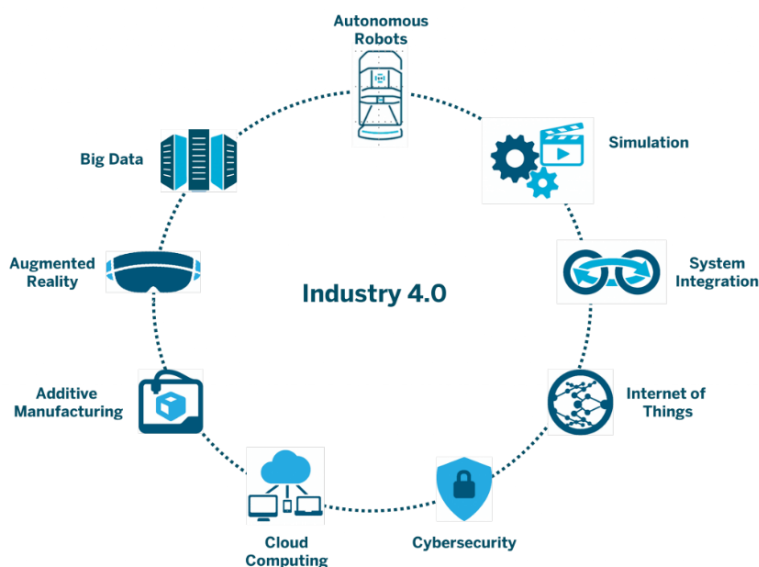 Autonomous
Robots
Simulation
System
Integration
Internet of
Things
Cybersecurity
Cloud
Computing
Additive
Manufacturing
Augmented
Reality
Big Data
Industry 4.0